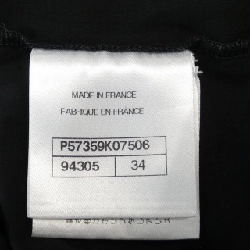 MADE IN FRANCE
FABRIQUE EN FRANCE
P57359K07506
94305 34